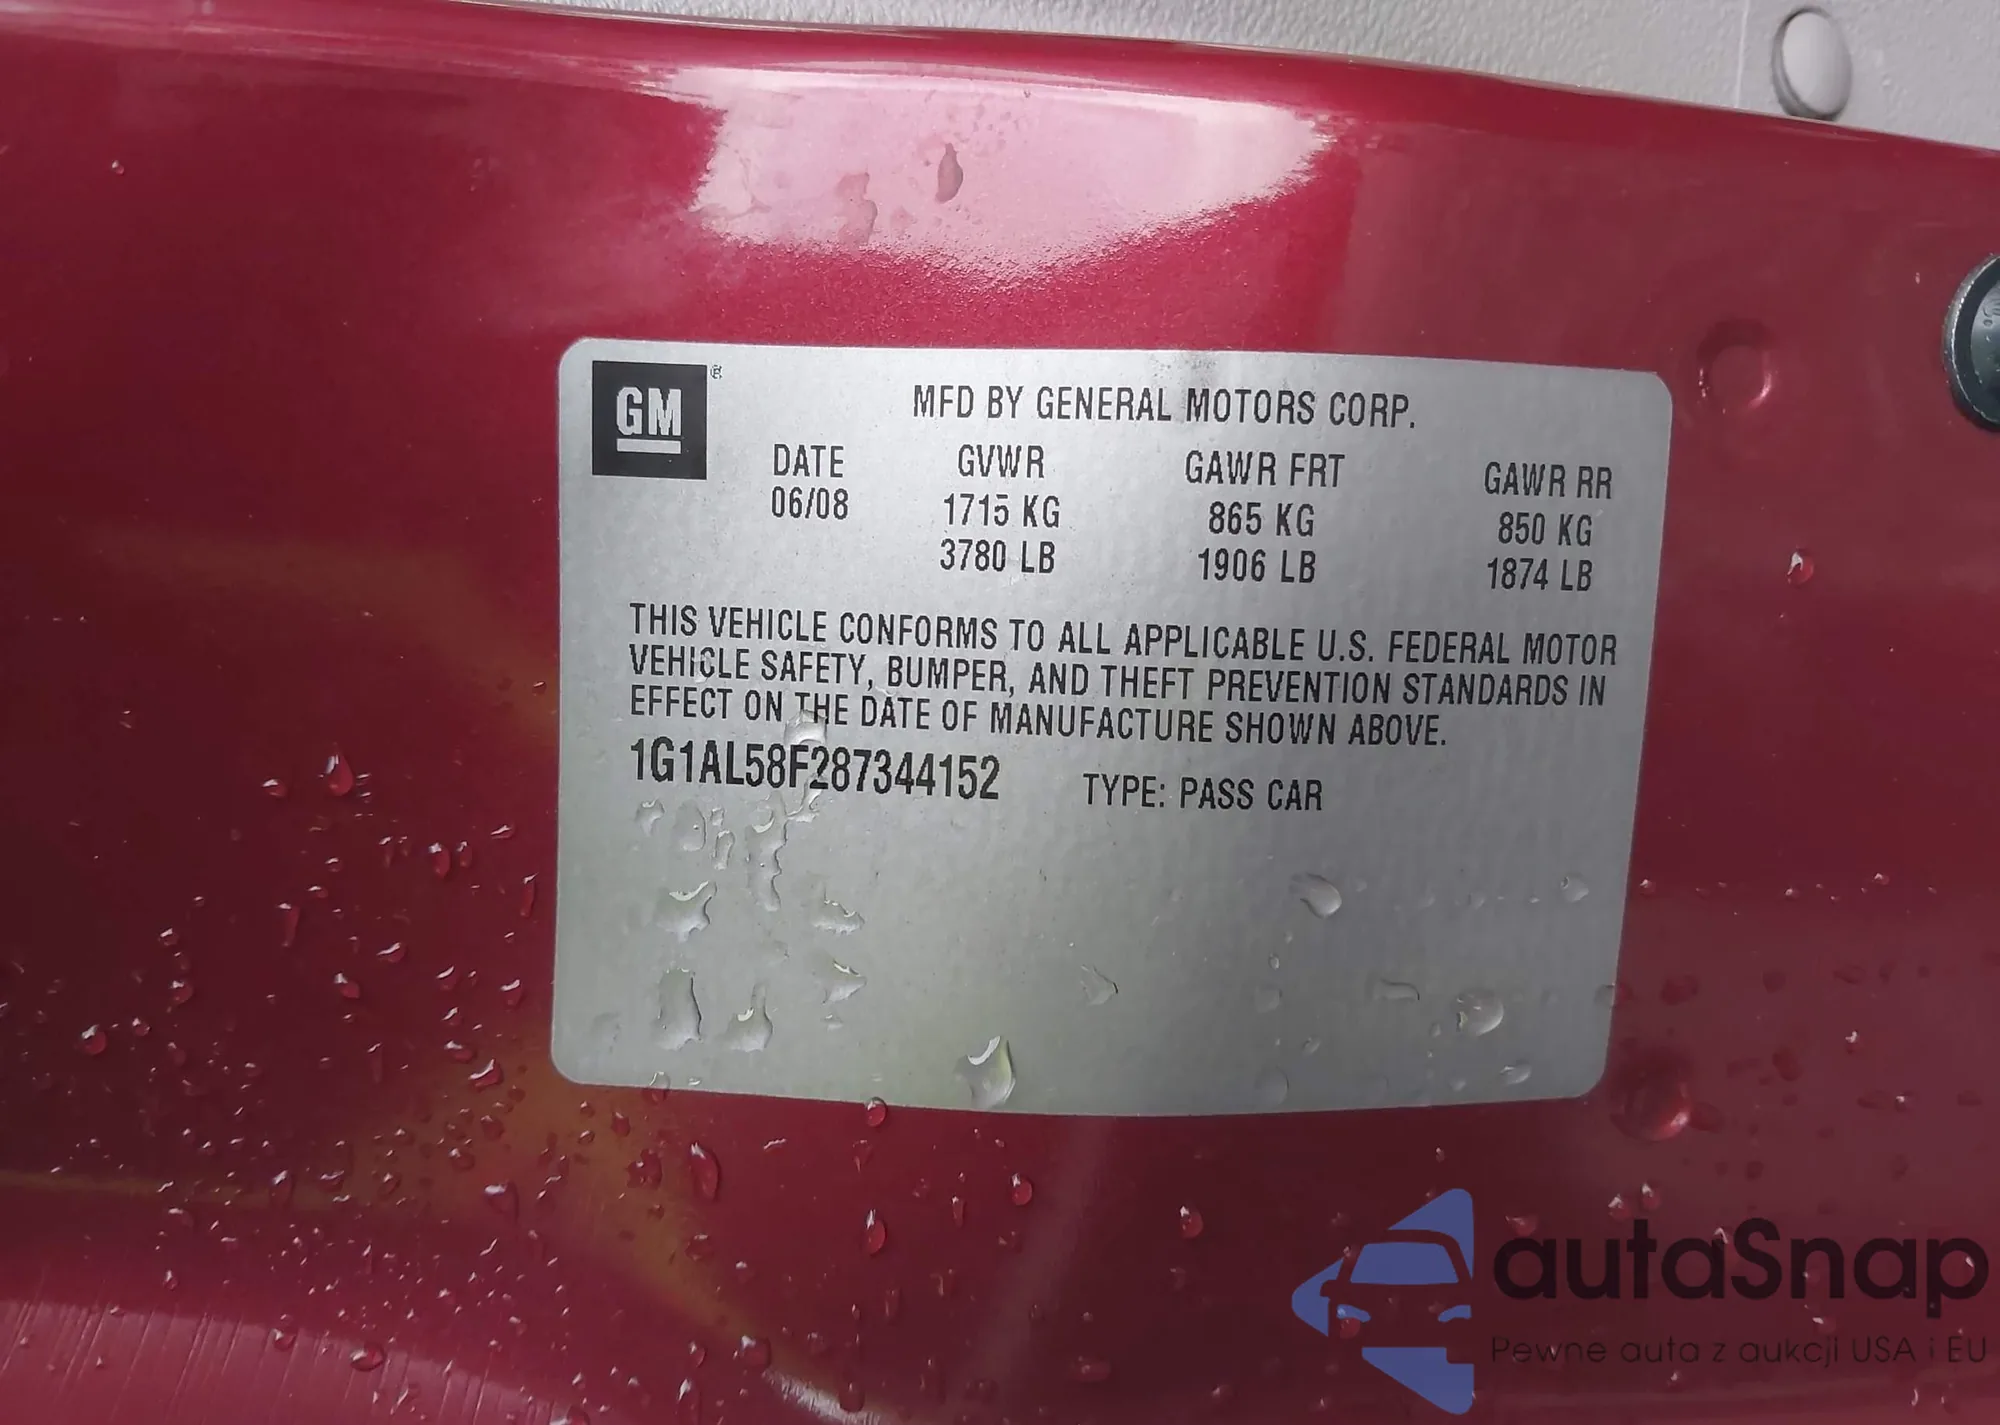 GM
MFD BY GENERAL MOTORS CORP.
DATE GVWR GAWR FRT GAWR RR
06/08 1715 KG 865 KG 850 KG
3780 LB 1906 LB 1874 LB
THIS VEHICLE CONFORMS TO ALL APPLICABLE U.S. FEDERAL MOTOR
VEHICLE SAFETY, BUMPER, AND THEFT PREVENTION STANDARDS IN
EFFECT ON THE DATE OF MANUFACTURE SHOWN ABOVE.
1G1AL58F287344152 TYPE: PASS CAR
autaSnap
Pewne auta z aukcji USA i EU